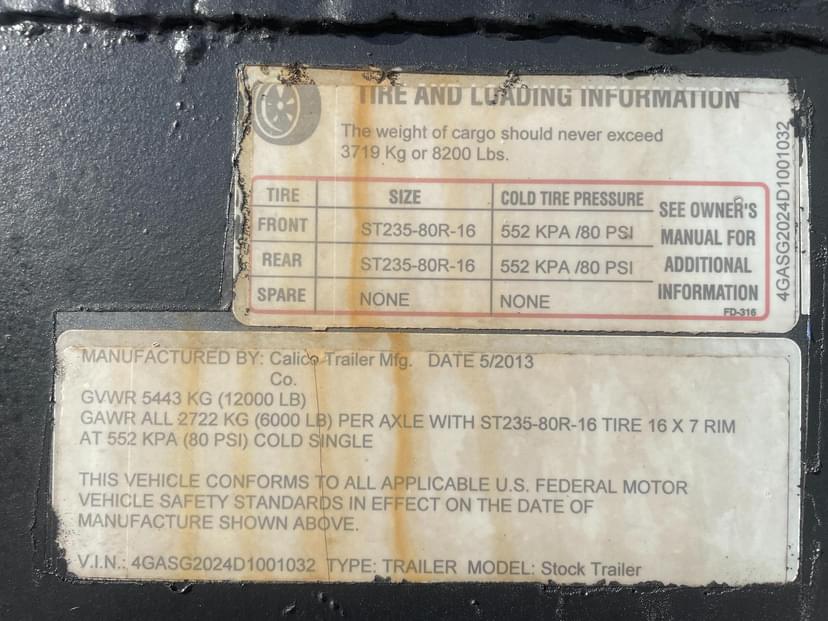 TIRE AND LOADING INFORMATION
The weight of cargo should never exceed
3719 Kg or 8200 Lbs.
TIRE SIZE COLD TIRE PRESSURE
FRONT ST235-80R-16 552 KPA /80 PSI
REAR ST235-80R-16 552 KPA /80 PSI
SPARE NONE NONE
SEE OWNER'S
MANUAL FOR
ADDITIONAL
INFORMATION
FD-316
4GASG2024D1001032
MANUFACTURED BY: Calico Trailer Mfg. DATE 5/2013
Co.
GVWR 5443 KG (12000 LB)
GAWR ALL 2722 KG (6000 LB) PER AXLE WITH ST235-80R-16 TIRE 16 X 7 RIM
AT 552 KPA (80 PSI) COLD SINGLE
THIS VEHICLE CONFORMS TO ALL APPLICABLE U.S. FEDERAL MOTOR
VEHICLE SAFETY STANDARDS IN EFFECT ON THE DATE OF
MANUFACTURE SHOWN ABOVE.
V.I.N.: 4GASG2024D1001032 TYPE: TRAILER MODEL: Stock Trailer